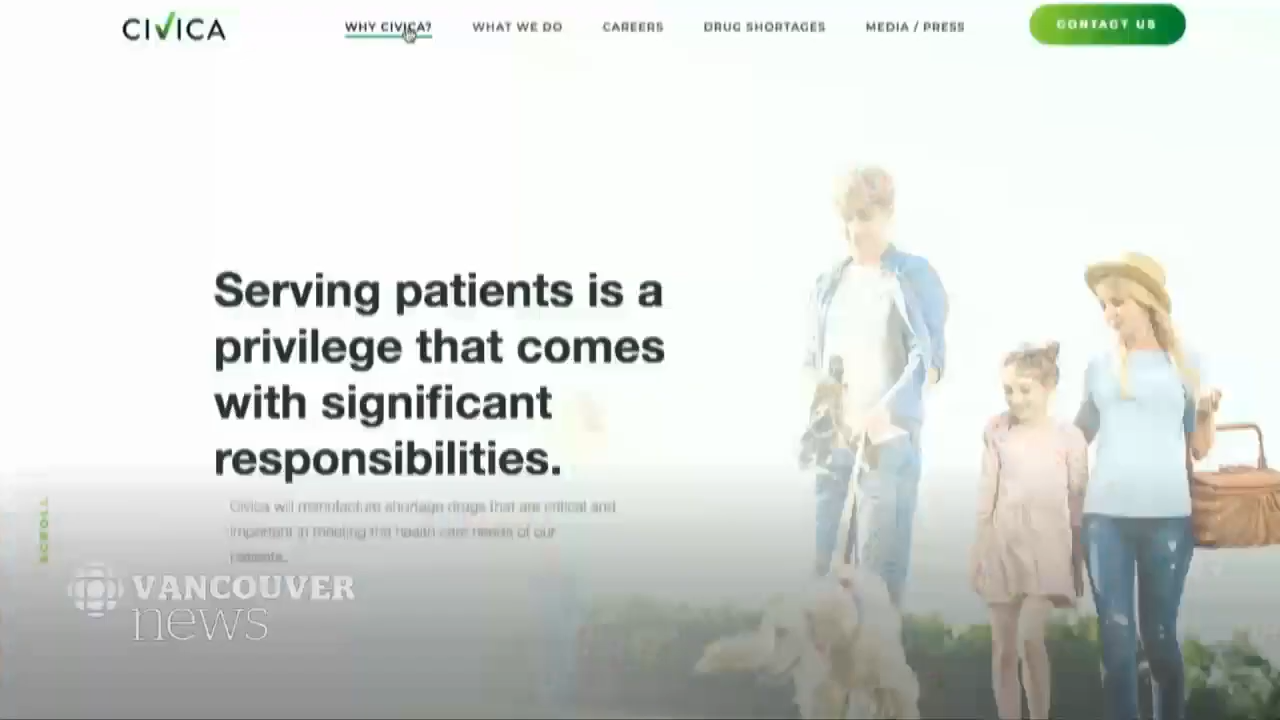 CIVICA
WHY CIVICA?
WHAT WE DO
CAREERS
DRUG SHORTAGES
MEDIA / PRESS
CONTACT US
Serving patients is a
privilege that comes
with significant
responsibilities.
Civica will manufacture shortage drugs that are critical and
important in meeting the health care needs of our
patients.
SCROLL
VANCOUVER
news